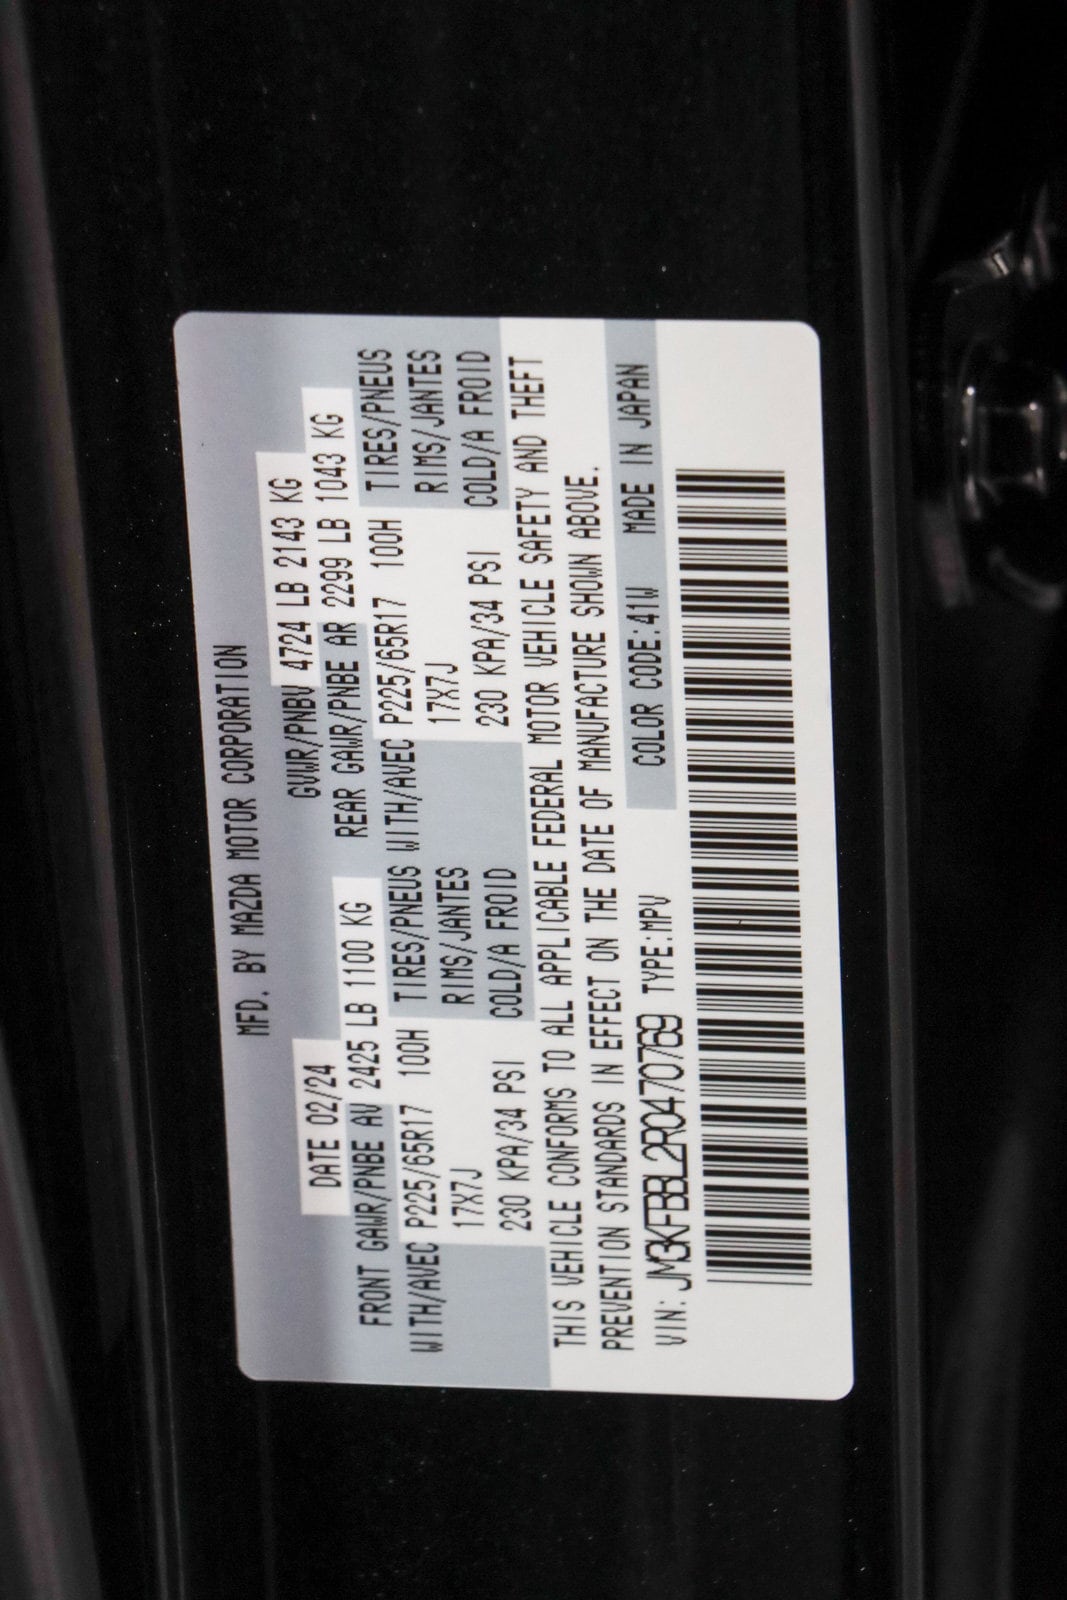 MFD. BY MAZDA MOTOR CORPORATION
DATE 02/24 GVWR/PNBV 4724 LB 2143 KG
FRONT GAWR/PNBE AV 2425 LB 1100 KG REAR GAWR/PNBE AR 2299 LB 1043 KG
WITH/AVEC P225/65R17 100H TIRES/PNEUS WITH/AVEC P225/65R17 100H TIRES/PNEUS
17X7J RIMS/JANTES 17X7J RIMS/JANTES
230 KPA/34 PSI COLD/A FROID 230 KPA/34 PSI COLD/A FROID
THIS VEHICLE CONFORMS TO ALL APPLICABLE FEDERAL MOTOR VEHICLE SAFETY AND THEFT
PREVENTION STANDARDS IN EFFECT ON THE DATE OF MANUFACTURE SHOWN ABOVE.
VIN: JM3KFBBL2R0470769 TYPE:MPV COLOR CODE:41W MADE IN JAPAN